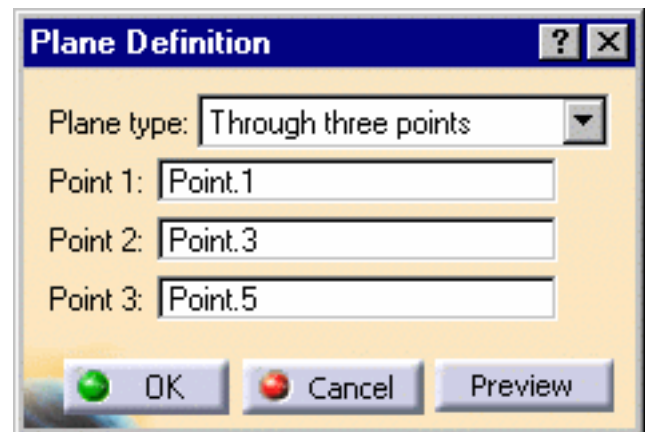 Plane Definition ? X
Plane type: Through three points
Point 1: Point.1
Point 2: Point.3
Point 3: Point.5
OK Cancel Preview